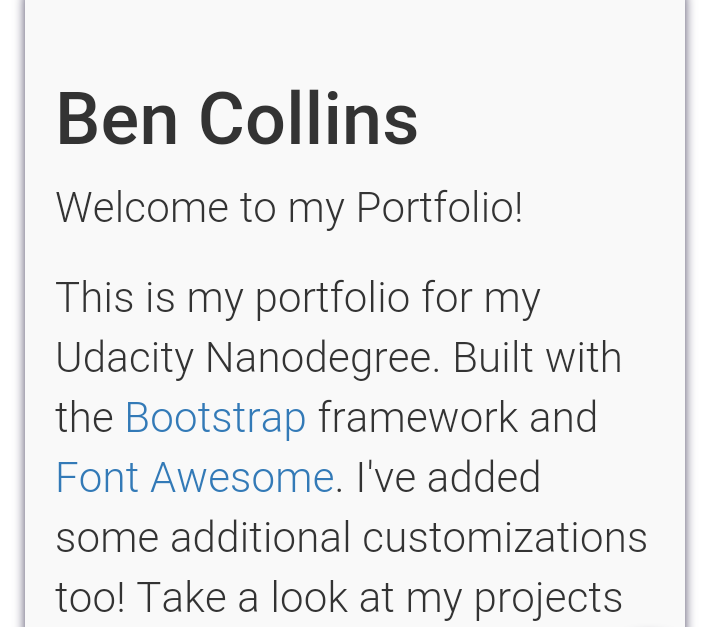 Ben Collins
Welcome to my Portfolio!
This is my portfolio for my
Udacity Nanodegree. Built with
the Bootstrap framework and
Font Awesome. I've added
some additional customizations
too! Take a look at my projects